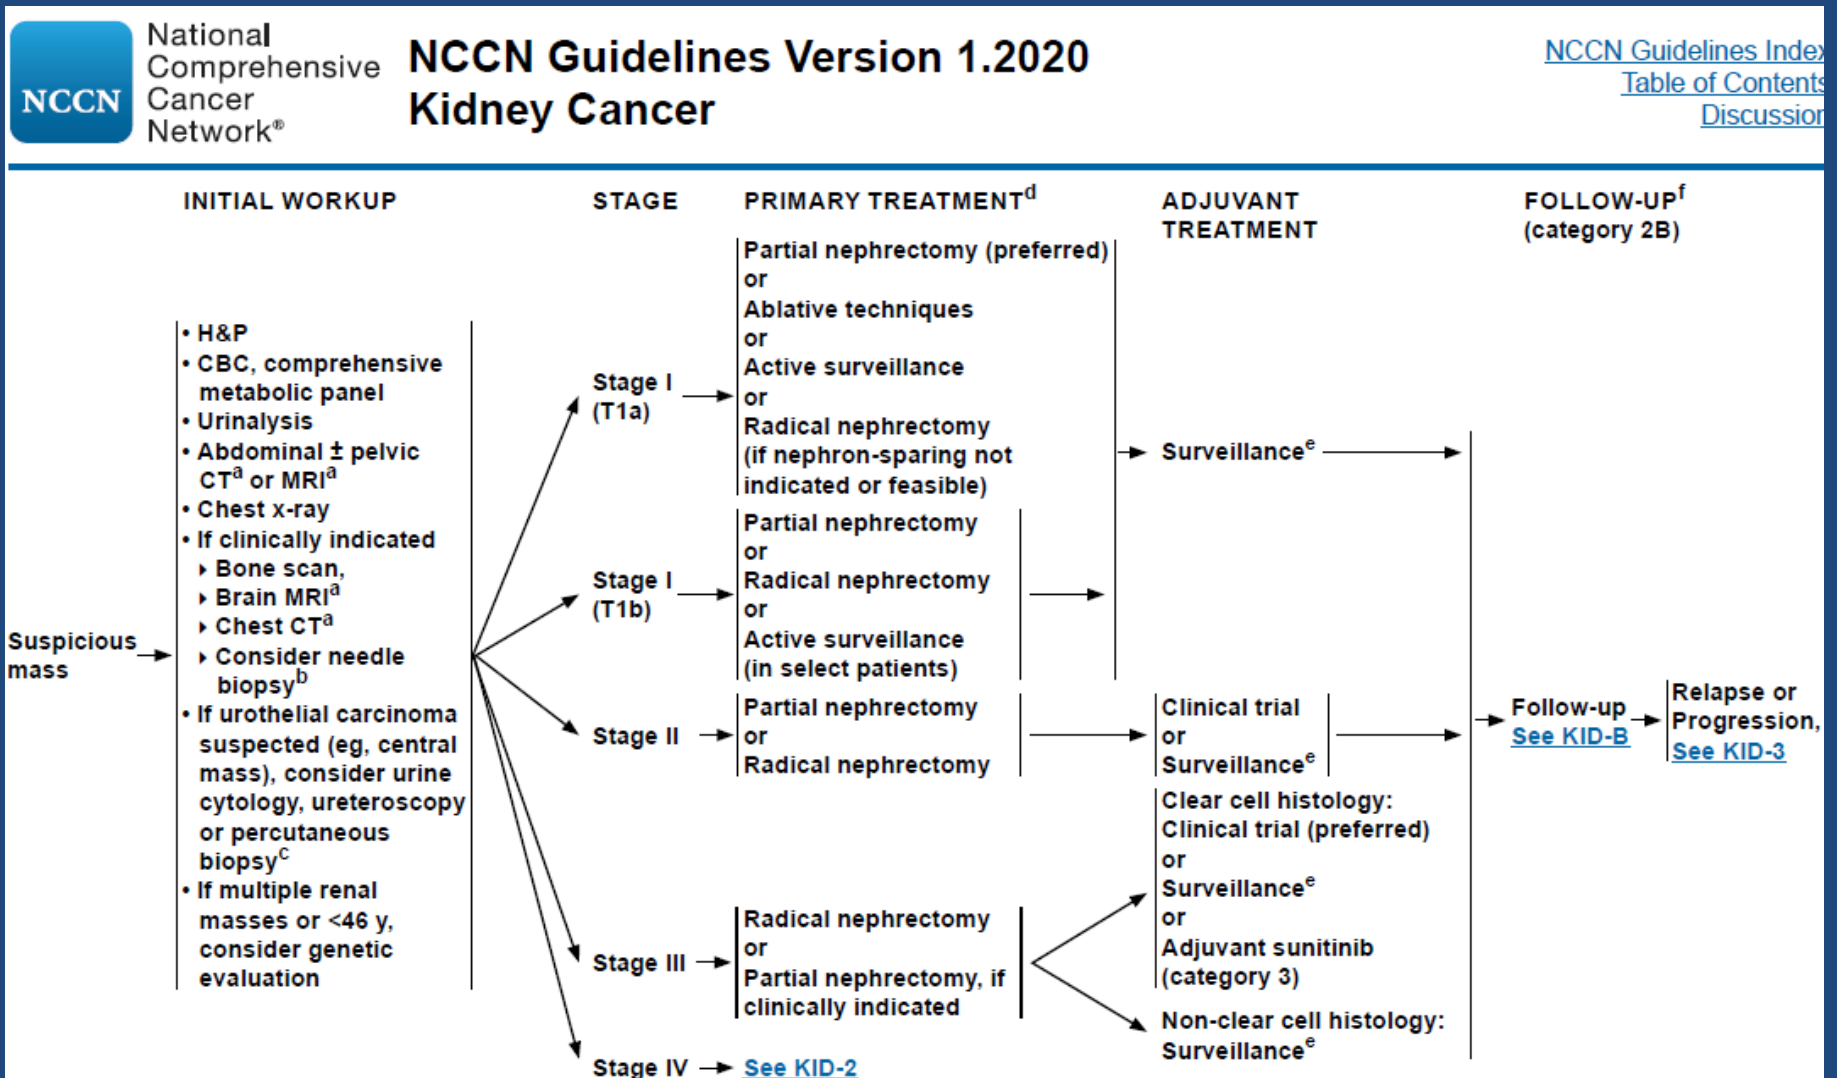 NCCN
National
Comprehensive
Cancer
Network®
NCCN Guidelines Version 1.2020
Kidney Cancer
NCCN Guidelines Index
Table of Contents
Discussion
INITIAL WORKUP
STAGE
PRIMARY TREATMENTd
ADJUVANT
TREATMENT
FOLLOW-UPf
(category 2B)
Suspicious
mass
• H&P
• CBC, comprehensive
metabolic panel
• Urinalysis
• Abdominal ± pelvic
CTa or MRIa
• Chest x-ray
• If clinically indicated
▸ Bone scan,
▸ Brain MRIa
▸ Chest CTa
▸ Consider needle
biopsyb
• If urothelial carcinoma
suspected (eg, central
mass), consider urine
cytology, ureteroscopy
or percutaneous
biopsyc
• If multiple renal
masses or <46 y,
consider genetic
evaluation
Stage I
(T1a)
Partial nephrectomy (preferred)
or
Ablative techniques
or
Active surveillance
or
Radical nephrectomy
(if nephron-sparing not
indicated or feasible)
Surveillancee
Stage I
(T1b)
Partial nephrectomy
or
Radical nephrectomy
or
Active surveillance
(in select patients)
Stage II
Partial nephrectomy
or
Radical nephrectomy
Clinical trial
or
Surveillancee
Stage III
Radical nephrectomy
or
Partial nephrectomy, if
clinically indicated
Clear cell histology:
Clinical trial (preferred)
or
Surveillancee
or
Adjuvant sunitinib
(category 3)
Non-clear cell histology:
Surveillancee
Stage IV
See KID-2
Follow-up
See KID-B
Relapse or
Progression,
See KID-3